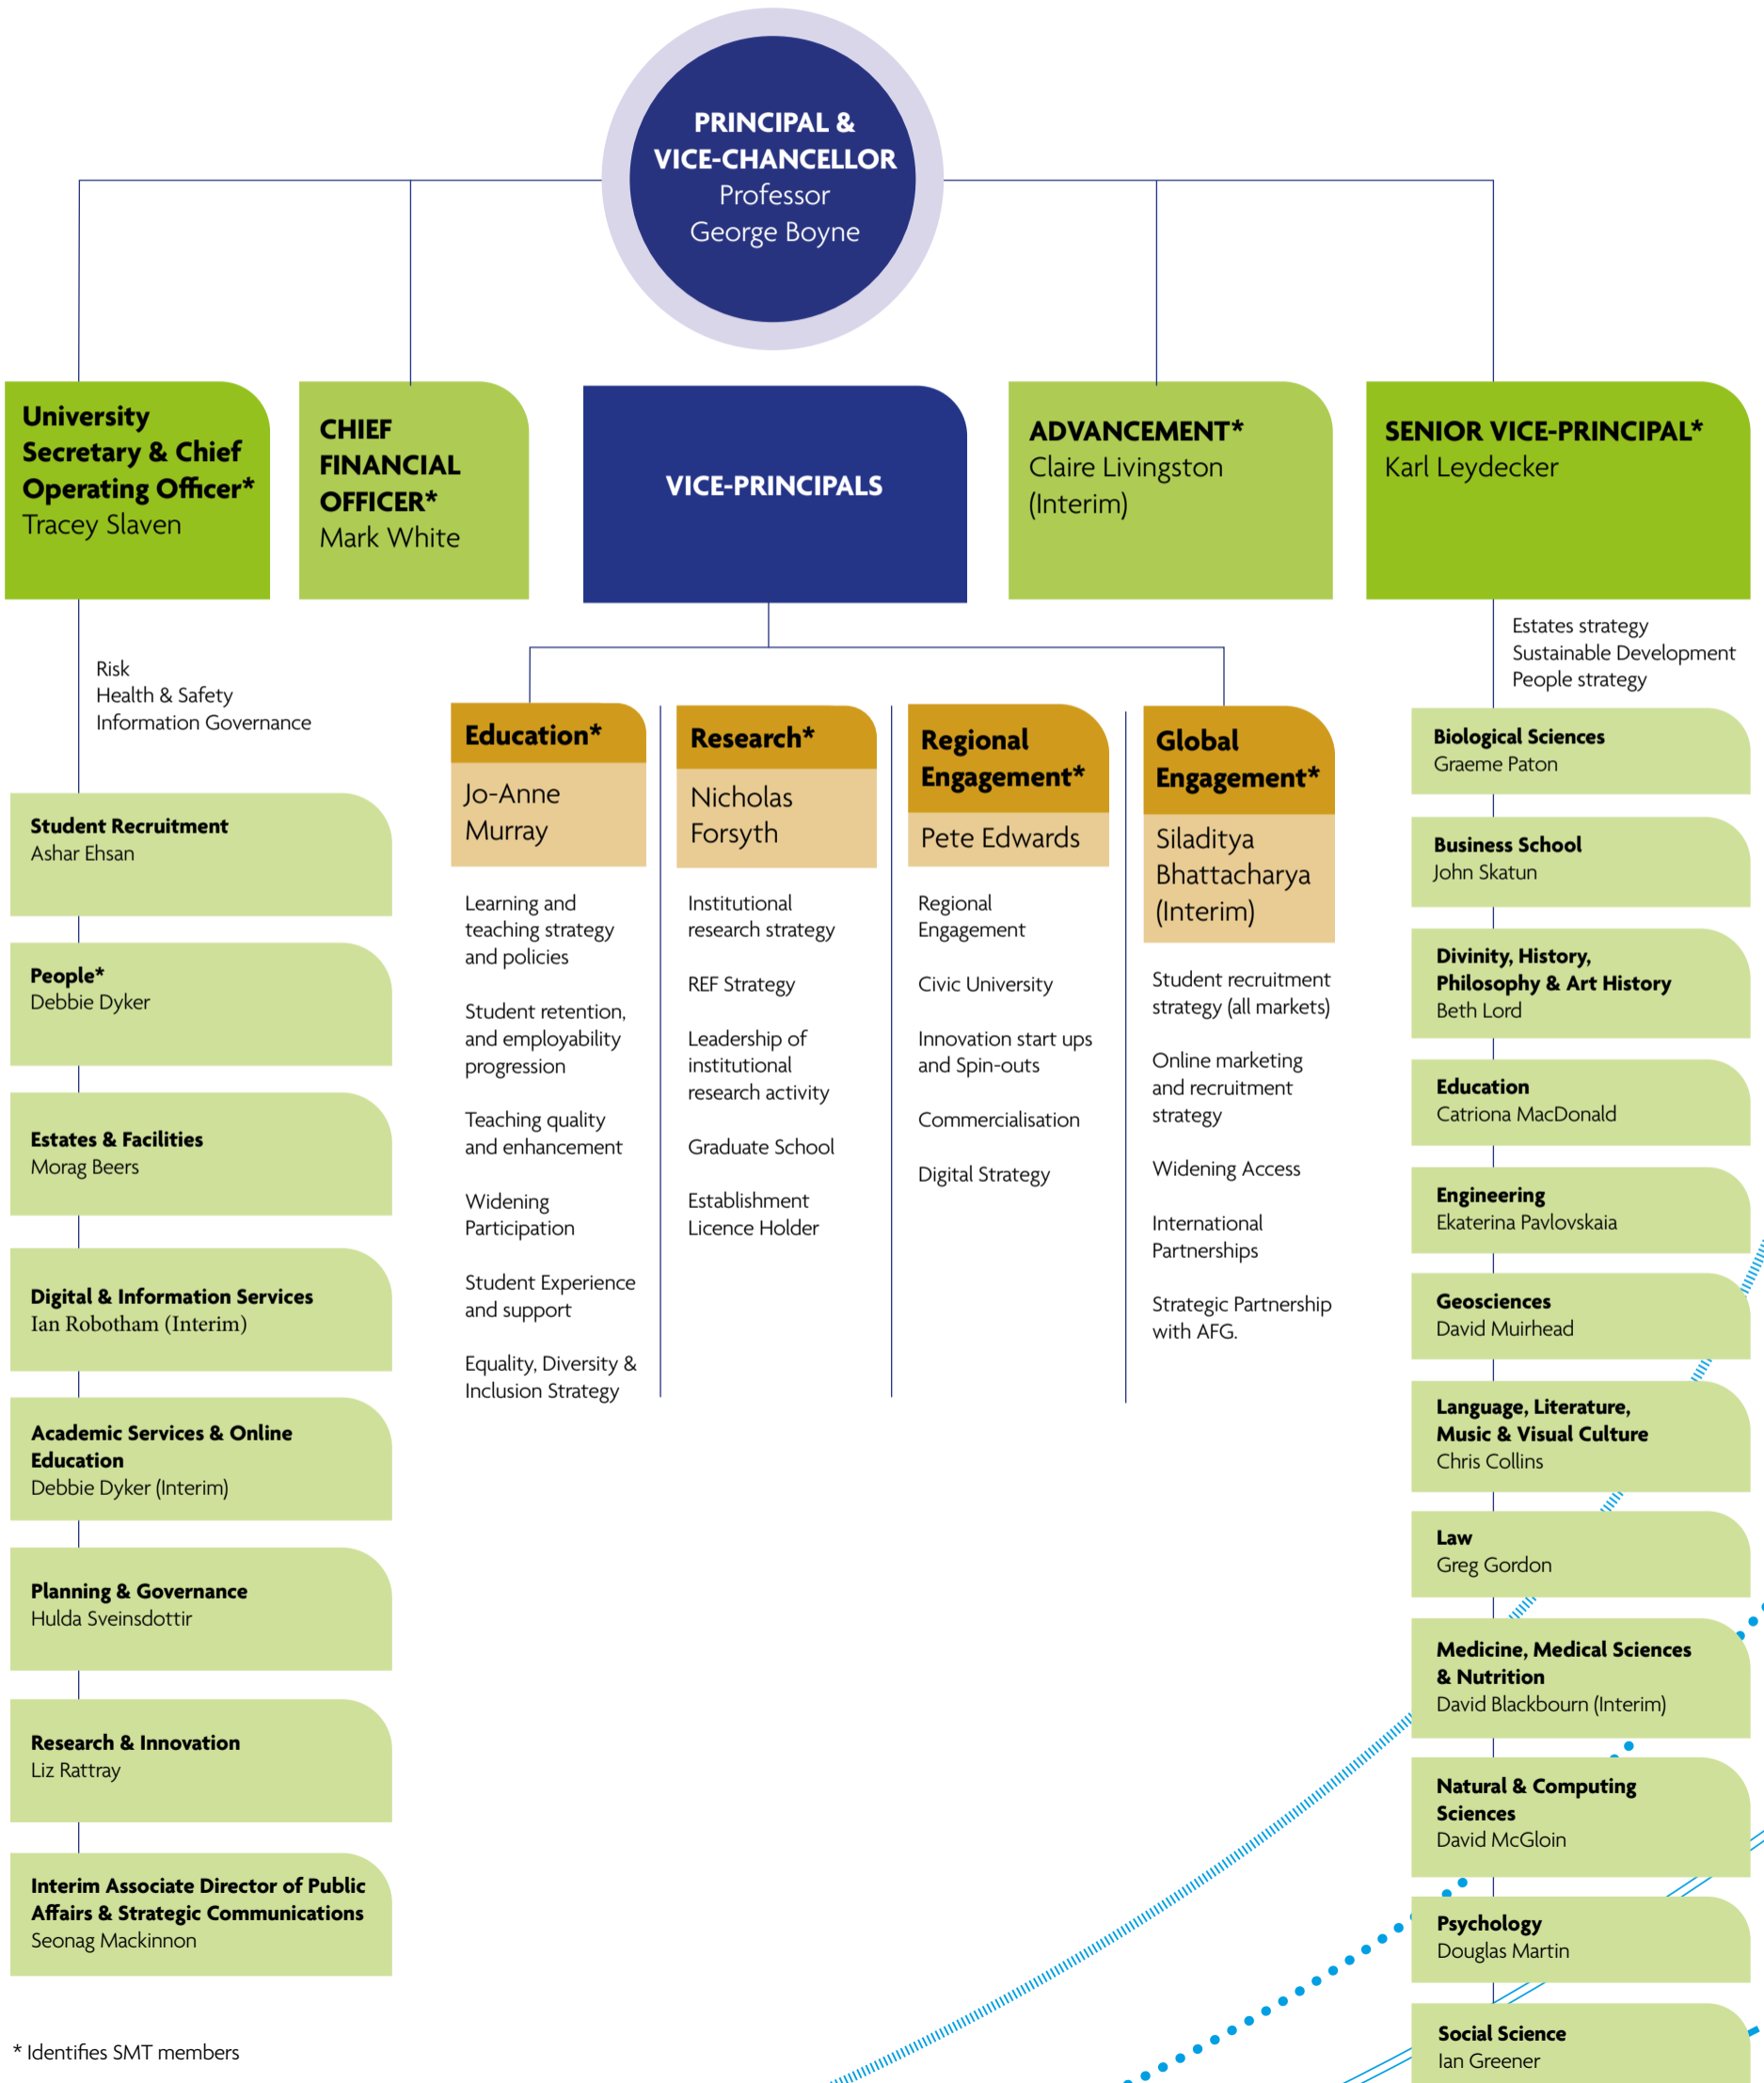 PRINCIPAL &
VICE-CHANCELLOR
Professor
George Boyne
University
Secretary & Chief
Operating Officer*
Tracey Slaven
CHIEF
FINANCIAL
OFFICER*
Mark White
VICE-PRINCIPALS
ADVANCEMENT*
Claire Livingston
(Interim)
SENIOR VICE-PRINCIPAL*
Karl Leydecker
Risk
Health & Safety
Information Governance
Student Recruitment
Ashar Ehsan
People*
Debbie Dyker
Estates & Facilities
Morag Beers
Digital & Information Services
Ian Robotham (Interim)
Academic Services & Online
Education
Debbie Dyker (Interim)
Planning & Governance
Hulda Sveinsdottir
Research & Innovation
Liz Rattray
Interim Associate Director of Public
Affairs & Strategic Communications
Seonag Mackinnon
Education*
Jo-Anne
Murray
Learning and
teaching strategy
and policies
Student retention,
and employability
progression
Teaching quality
and enhancement
Widening
Participation
Student Experience
and support
Equality, Diversity &
Inclusion Strategy
Research*
Nicholas
Forsyth
Institutional
research strategy
REF Strategy
Leadership of
institutional
research activity
Graduate School
Establishment
Licence Holder
Regional
Engagement*
Pete Edwards
Regional
Engagement
Civic University
Innovation start ups
and Spin-outs
Commercialisation
Digital Strategy
Global
Engagement*
Siladitya
Bhattacharya
(Interim)
Student recruitment
strategy (all markets)
Online marketing
and recruitment
strategy
Widening Access
International
Partnerships
Strategic Partnership
with AFG.
Estates strategy
Sustainable Development
People strategy
Biological Sciences
Graeme Paton
Business School
John Skatun
Divinity, History,
Philosophy & Art History
Beth Lord
Education
Catriona MacDonald
Engineering
Ekaterina Pavlovskaia
Geosciences
David Muirhead
Language, Literature,
Music & Visual Culture
Chris Collins
Law
Greg Gordon
Medicine, Medical Sciences
& Nutrition
David Blackbourn (Interim)
Natural & Computing
Sciences
David McGloin
Psychology
Douglas Martin
Social Science
Ian Greener
* Identifies SMT members